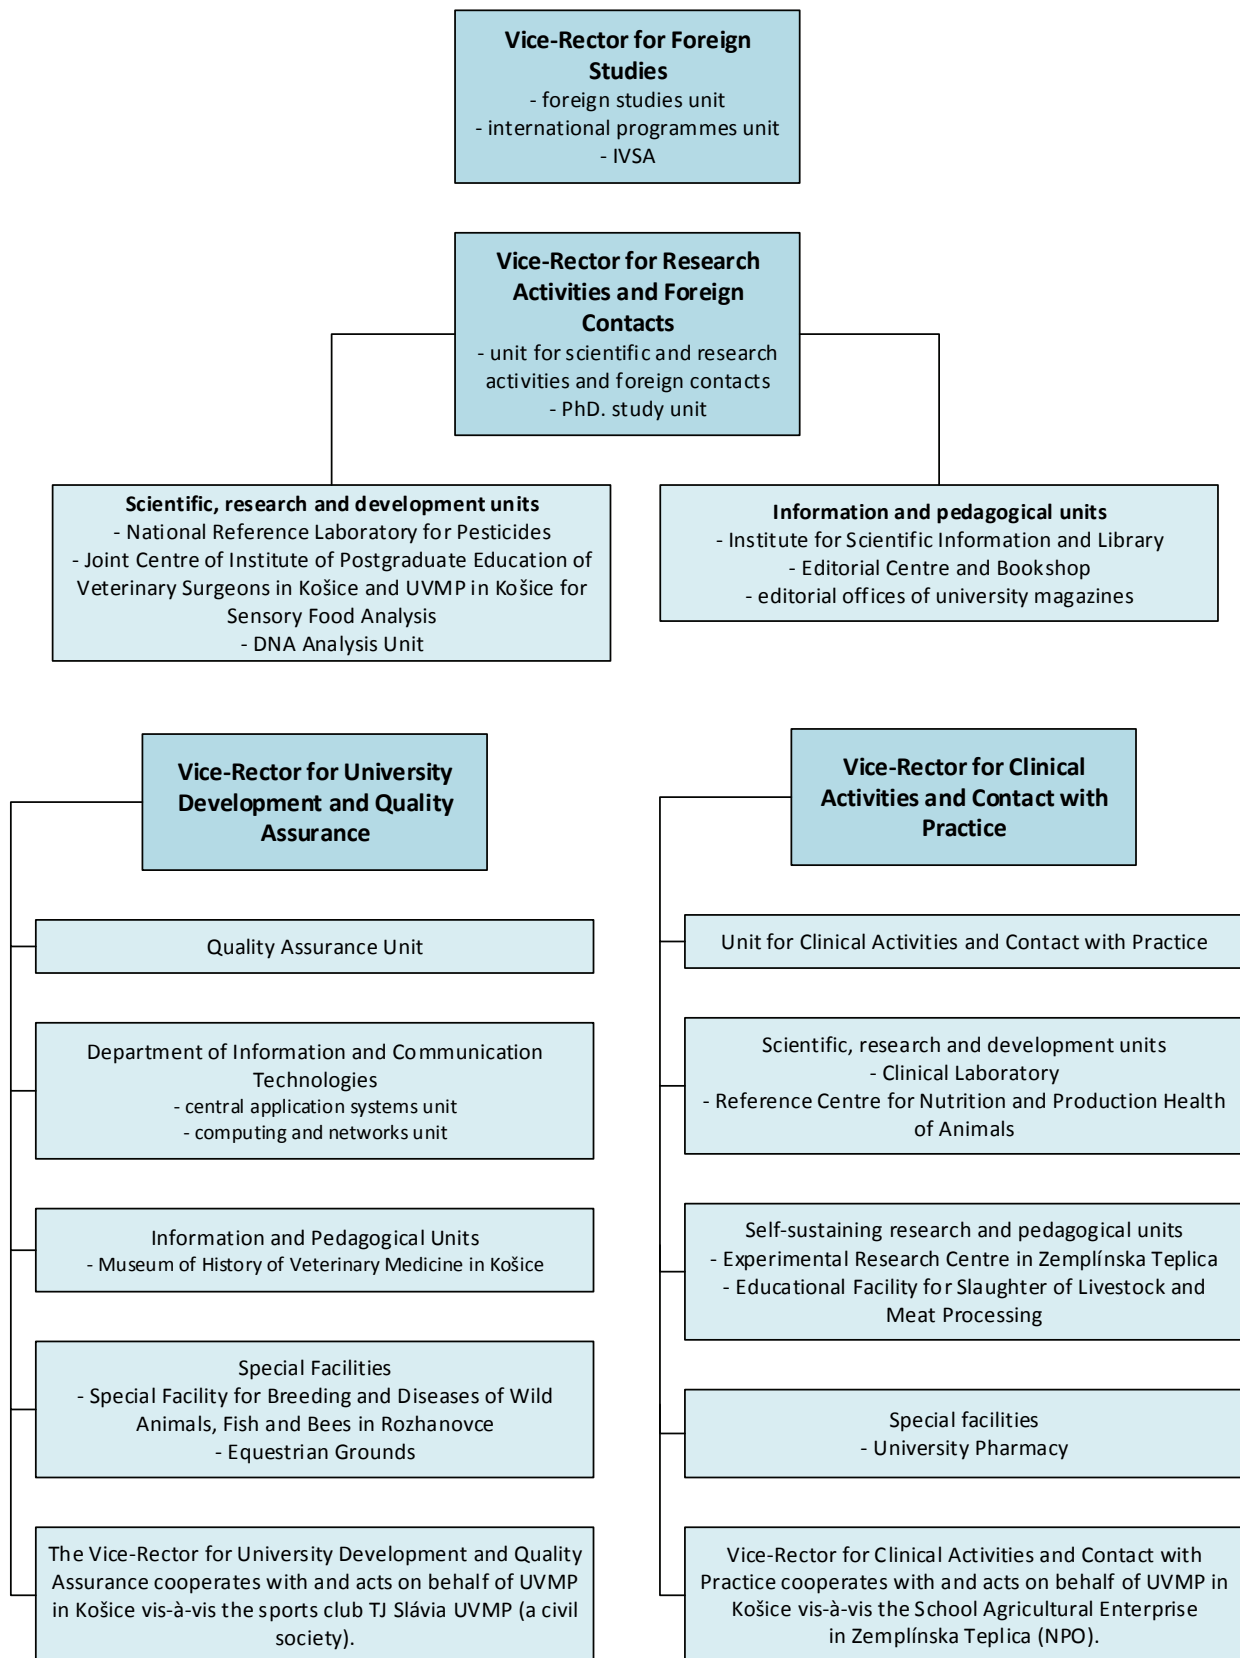 Vice-Rector for Foreign
Studies
- foreign studies unit
- international programmes unit
- IVSA
Vice-Rector for Research
Activities and Foreign
Contacts
- unit for scientific and research
activities and foreign contacts
- PhD. study unit
Scientific, research and development units
- National Reference Laboratory for Pesticides
- Joint Centre of Institute of Postgraduate Education of
Veterinary Surgeons in Košice and UVMP in Košice for
Sensory Food Analysis
- DNA Analysis Unit
Information and pedagogical units
- Institute for Scientific Information and Library
- Editorial Centre and Bookshop
- editorial offices of university magazines
Vice-Rector for University
Development and Quality
Assurance
Quality Assurance Unit
Department of Information and Communication
Technologies
- central application systems unit
- computing and networks unit
Information and Pedagogical Units
- Museum of History of Veterinary Medicine in Košice
Special Facilities
- Special Facility for Breeding and Diseases of Wild
Animals, Fish and Bees in Rozhanovce
- Equestrian Grounds
The Vice-Rector for University Development and Quality
Assurance cooperates with and acts on behalf of UVMP
in Košice vis-à-vis the sports club TJ Slávia UVMP (a civil
society).
Vice-Rector for Clinical
Activities and Contact with
Practice
Unit for Clinical Activities and Contact with Practice
Scientific, research and development units
- Clinical Laboratory
- Reference Centre for Nutrition and Production Health
of Animals
Self-sustaining research and pedagogical units
- Experimental Research Centre in Zemplínska Teplica
- Educational Facility for Slaughter of Livestock and
Meat Processing
Special facilities
- University Pharmacy
Vice-Rector for Clinical Activities and Contact with
Practice cooperates with and acts on behalf of UVMP in
Košice vis-à-vis the School Agricultural Enterprise
in Zemplínska Teplica (NPO).